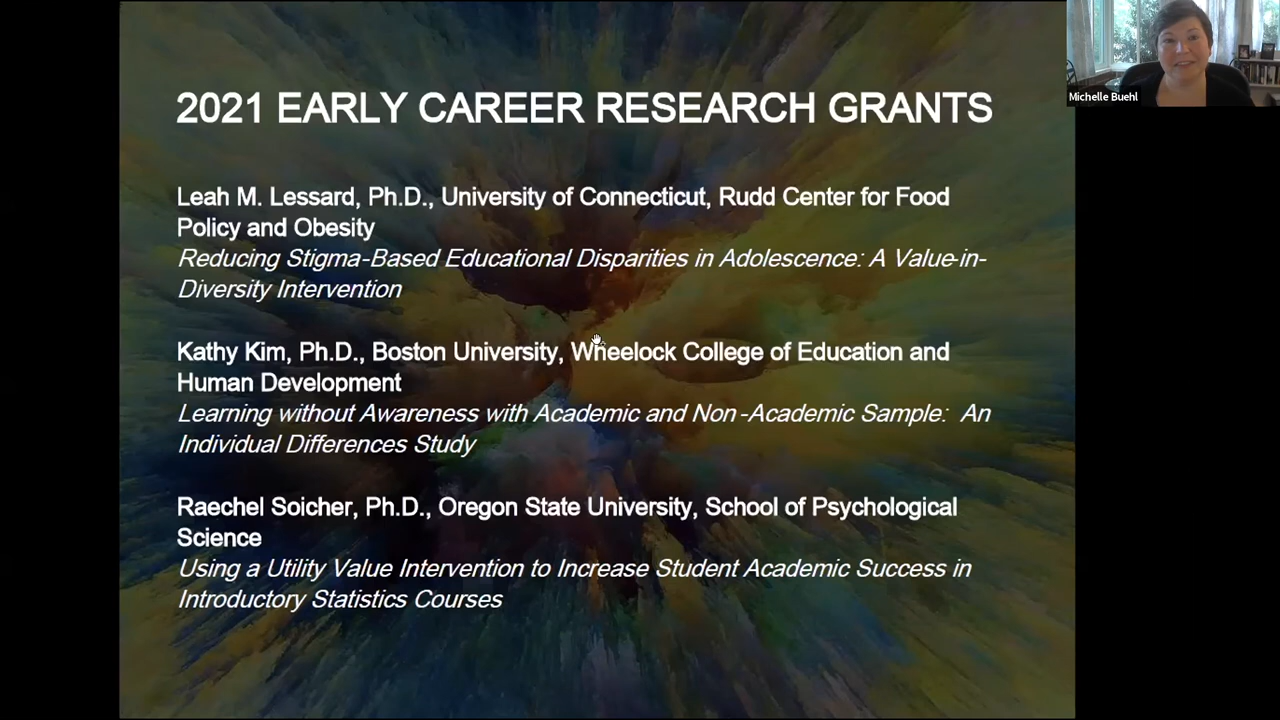 2021 EARLY CAREER RESEARCH GRANTS
Leah M. Lessard, Ph.D., University of Connecticut, Rudd Center for Food
Policy and Obesity
Reducing Stigma-Based Educational Disparities in Adolescence: A Value-in-
Diversity Intervention
Kathy Kim, Ph.D., Boston University, Wheelock College of Education and
Human Development
Learning without Awareness with Academic and Non-Academic Sample: An
Individual Differences Study
Raechel Soicher, Ph.D., Oregon State University, School of Psychological
Science
Using a Utility Value Intervention to Increase Student Academic Success in
Introductory Statistics Courses
Michelle Buehl